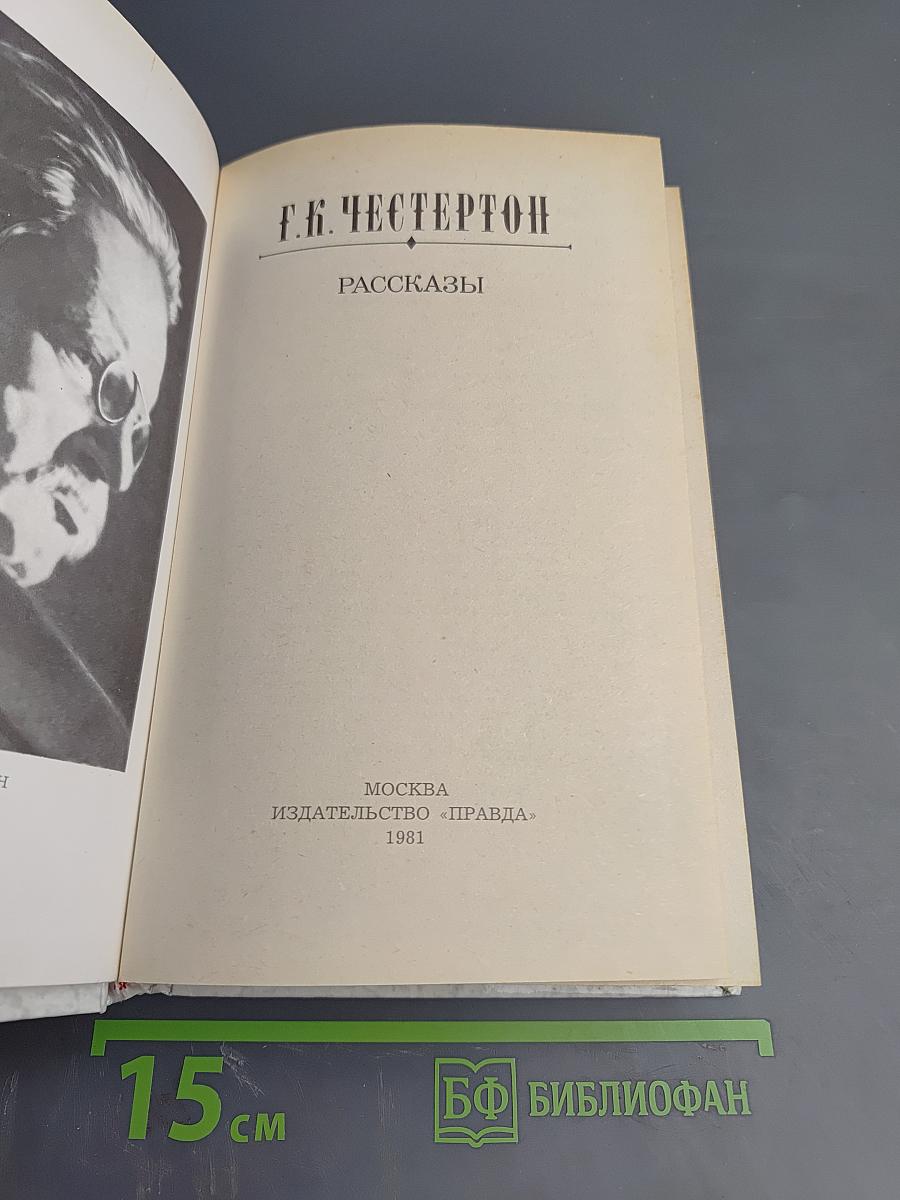 Г.К. ЧЕСТЕРТОН
РАССКАЗЫ
МОСКВА
ИЗДАТЕЛЬСТВО «ПРАВДА»
1981
15 см
БФ БИБЛИОФАН